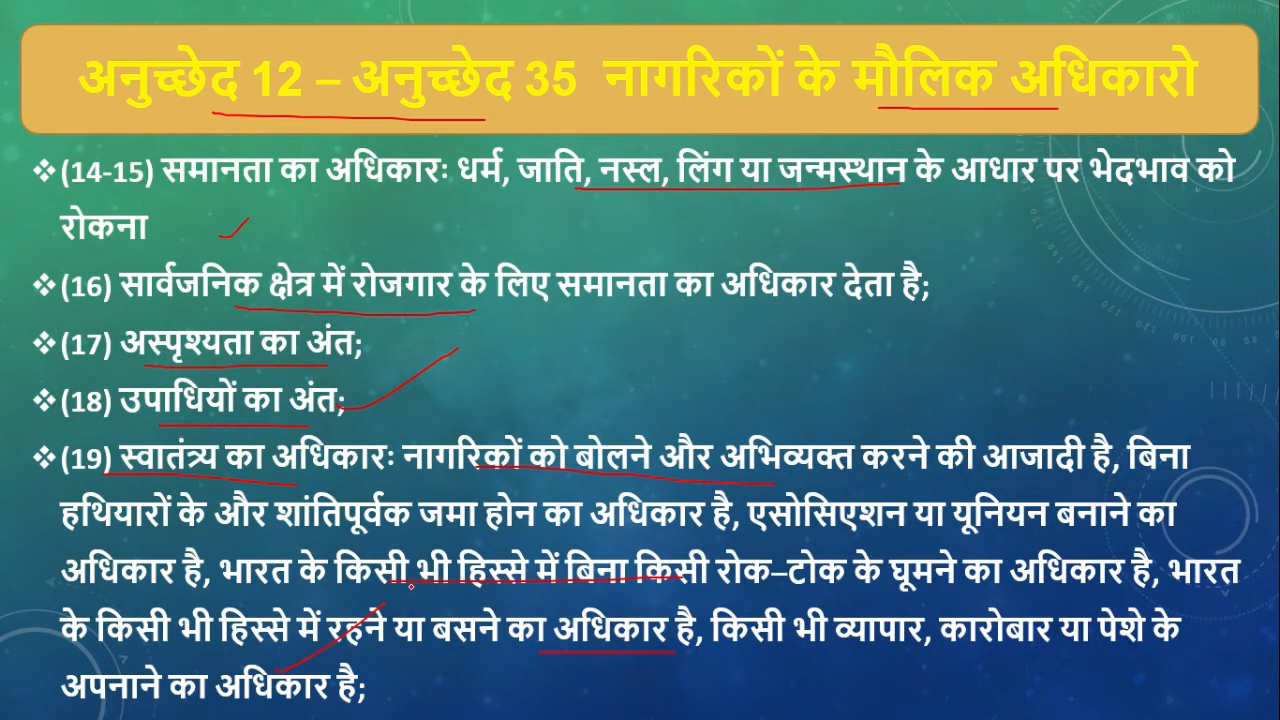 अनुच्छेद 12 – अनुच्छेद 35 नागरिकों के मौलिक अधिकारो
❖(14-15) समानता का अधिकारः धर्म, जाति, नस्ल, लिंग या जन्मस्थान के आधार पर भेदभाव को
रोकना
❖(16) सार्वजनिक क्षेत्र में रोजगार के लिए समानता का अधिकार देता है;
❖(17) अस्पृश्यता का अंत;
❖(18) उपाधियों का अंत;
❖(19) स्वातंत्र्य का अधिकारः नागरिकों को बोलने और अभिव्यक्त करने की आजादी है, बिना
हथियारों के और शांतिपूर्वक जमा होन का अधिकार है, एसोसिएशन या यूनियन बनाने का
अधिकार है, भारत के किसी भी हिस्से में बिना किसी रोक–टोक के घूमने का अधिकार है, भारत
के किसी भी हिस्से में रहने या बसने का अधिकार है, किसी भी व्यापार, कारोबार या पेशे के
अपनाने का अधिकार है;